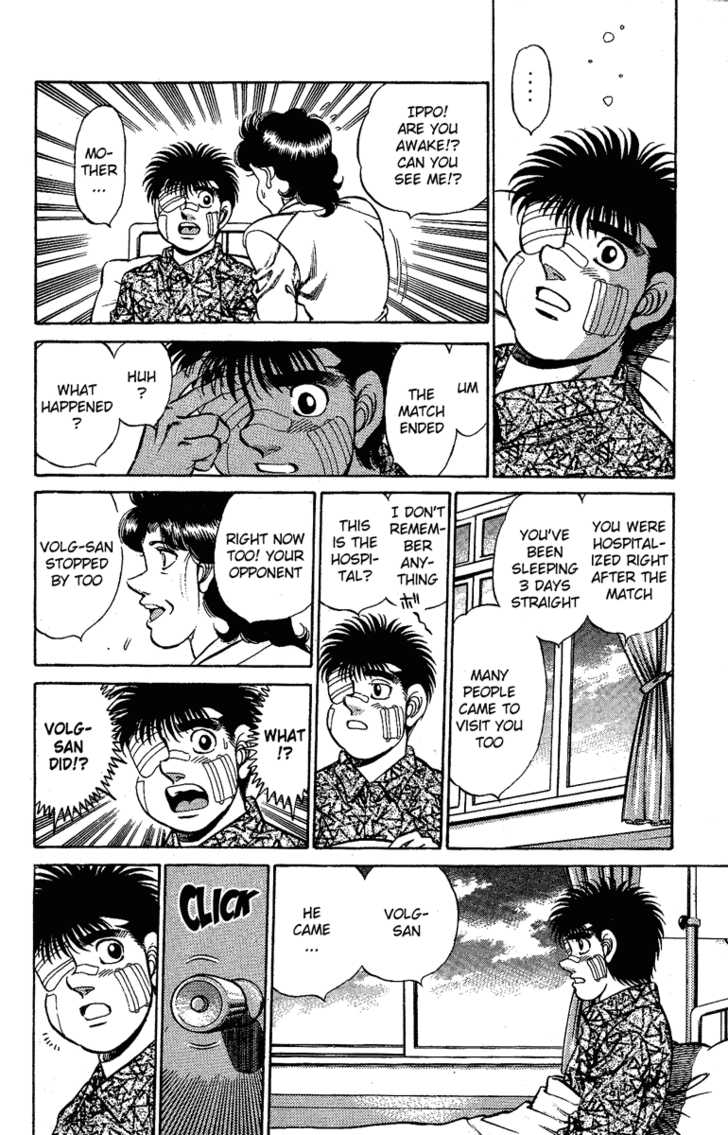 ....
IPPO!
ARE YOU
AWAKE!?
CAN YOU
SEE ME!?
MO-
THER
...
UM
THE
MATCH
ENDED
HUH
?
WHAT
HAPPENED
?
YOU WERE
HOSPITAL-
IZED RIGHT
AFTER THE
MATCH
YOU'VE
BEEN
SLEEPING
3 DAYS
STRAIGHT
MANY
PEOPLE
CAME TO
VISIT YOU
TOO
I DON'T
REMEM-
BER
ANY-
THING
THIS
IS THE
HOSPI-
TAL?
ボ
RIGHT NOW
TOO! YOUR
OPPONENT
VOLG-SAN
STOPPED
BY TOO
WHAT
!?
VOLG-
SAN
DID!?
VOLG-
SAN
HE
CAME
...
CLICK